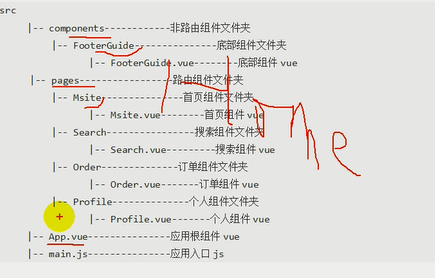 src
|-- components---------------非路由组件文件夹
|-- FooterGuide--------------底部组件文件夹
|-- FooterGuide.vue--------底部组件 vue
|-- pages--------------------路由组件文件夹
|-- Msite--------------------首页组件文件夹
|-- Msite.vue--------首页组件 vue
|-- Search-----------------搜索组件文件夹
|-- Search.vue---------搜索组件 vue
|-- Order------------------订单组件文件夹
|-- Order.vue-------订单组件 vue
|-- Profile----------------个人组件文件夹
|-- Profile.vue-------个人组件 vue
|-- App.vue------------------应用根组件 vue
|-- main.js------------------应用入口 js